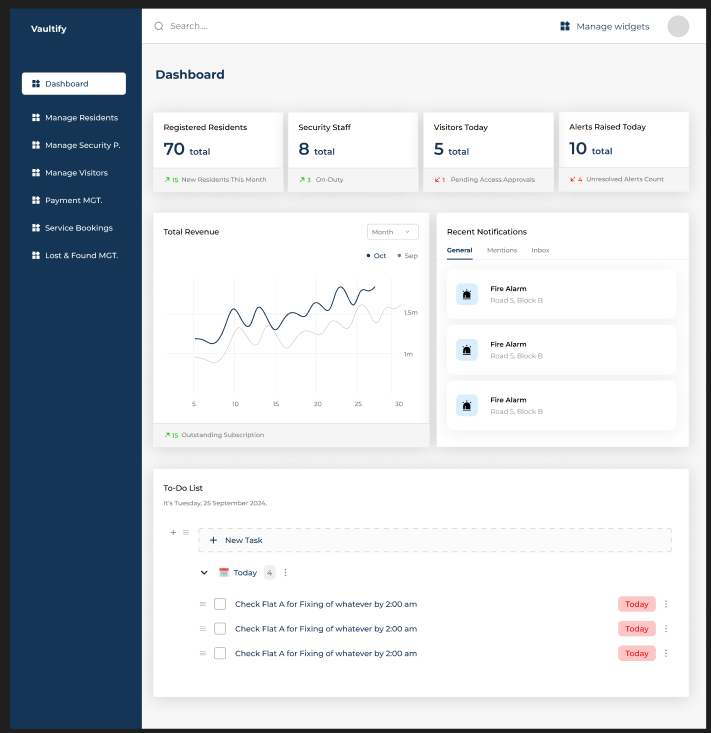 Vaultify
Search...
Manage widgets
Dashboard
Manage Residents
Manage Security P.
Manage Visitors
Payment MGT.
Service Bookings
Lost & Found MGT.
Dashboard
Registered Residents
70 total
15 New Residents This Month
Security Staff
8 total
3 On-Duty
Visitors Today
5 total
1 Pending Access Approvals
Alerts Raised Today
10 total
4 Unresolved Alerts Count
Total Revenue
Month
Oct
Sep
1,5m
1m
5 10 15 20 25 30
15 Outstanding Subscription
Recent Notifications
General Mentions Inbox
Fire Alarm
Road 5, Block B
Fire Alarm
Road 5, Block B
Fire Alarm
Road 5, Block B
To-Do List
It's Tuesday, 25 September 2024.
+ New Task
Today 4
Check Flat A for Fixing of whatever by 2:00 am Today
Check Flat A for Fixing of whatever by 2:00 am Today
Check Flat A for Fixing of whatever by 2:00 am Today